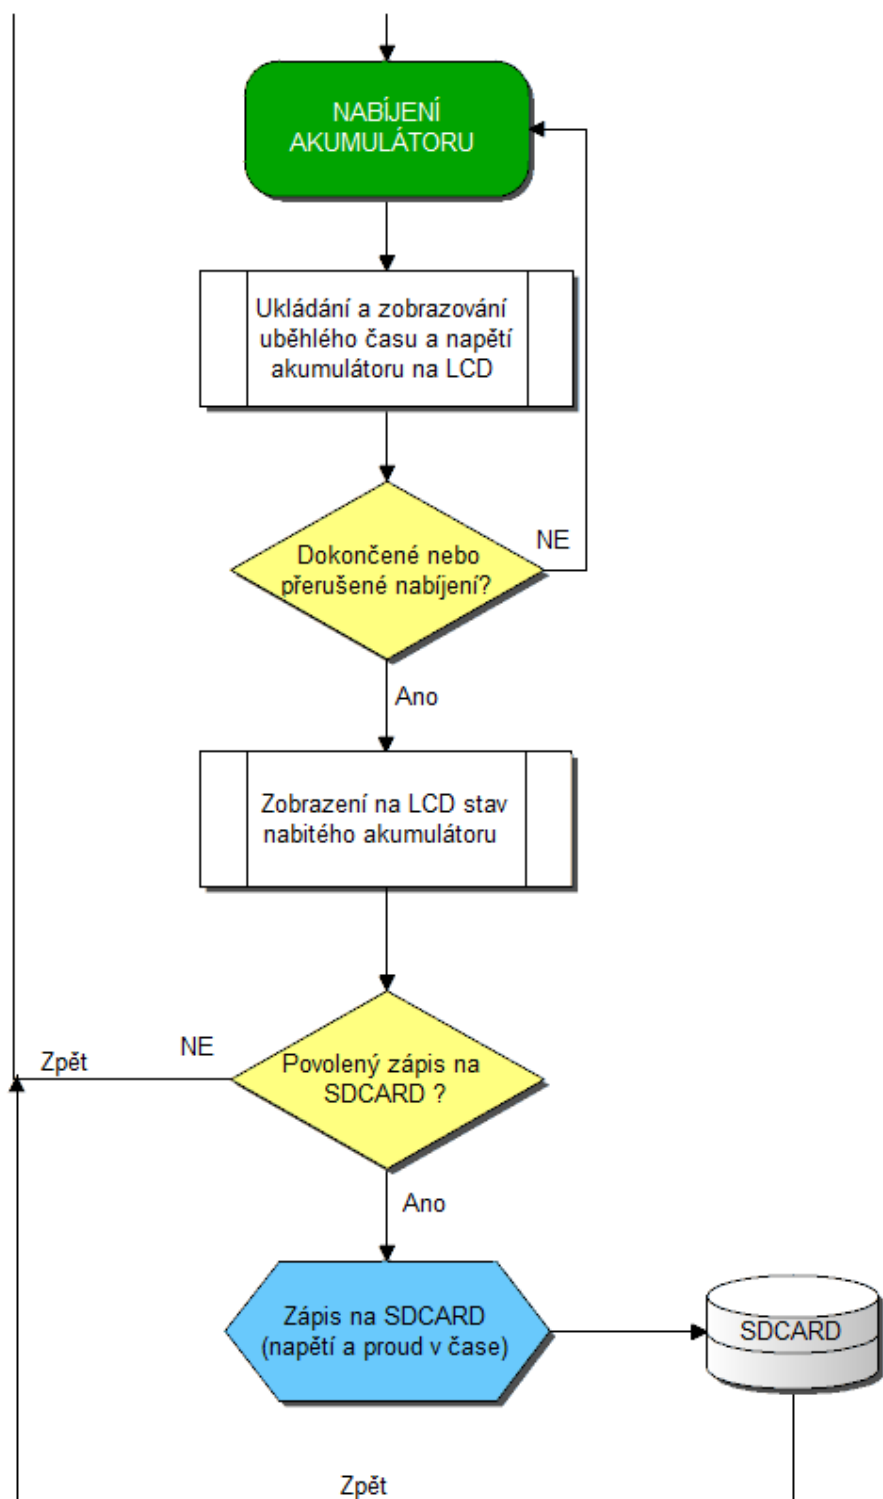 NABÍJENÍ
AKUMULÁTORU
Ukládání a zobrazování
uběhlého času a napětí
akumulátoru na LCD
NE
Dokončené nebo
přerušené nabíjení?
Ano
Zobrazení na LCD stav
nabitého akumulátoru
NE
Zpět
Povolený zápis na
SDCARD ?
Ano
Zápis na SDCARD
(napětí a proud v čase)
SDCARD
Zpět